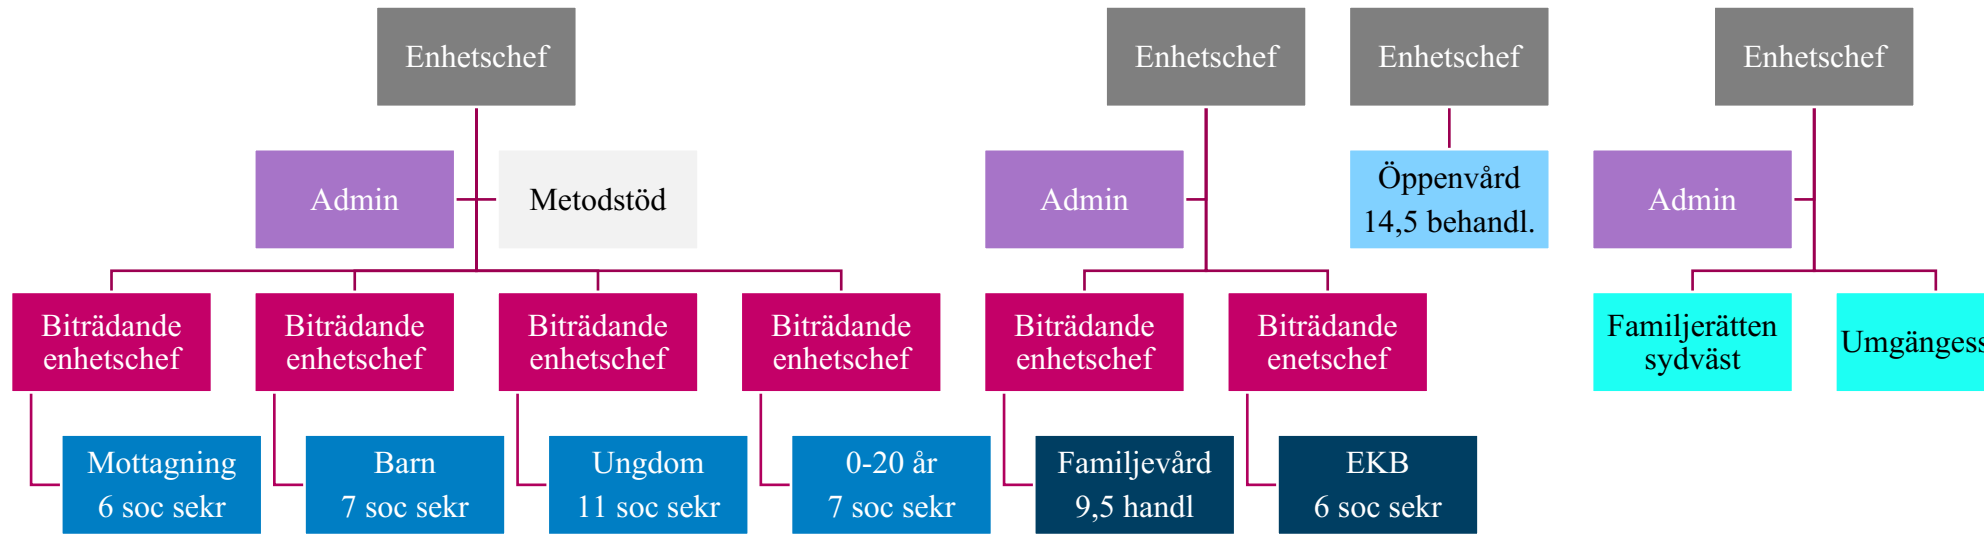 Enhetschef
Enhetschef
Enhetschef
Enhetschef
Admin
Metodstöd
Admin
Öppenvård
14,5 behandl.
Admin
Biträdande
enhetschef
Biträdande
enhetschef
Biträdande
enhetschef
Biträdande
enhetschef
Biträdande
enhetschef
Biträdande
enetschef
Familjerätten
sydväst
Umgängess
Mottagning
6 soc sekr
Barn
7 soc sekr
Ungdom
11 soc sekr
0-20 år
7 soc sekr
Familjevård
9,5 handl
EKB
6 soc sekr